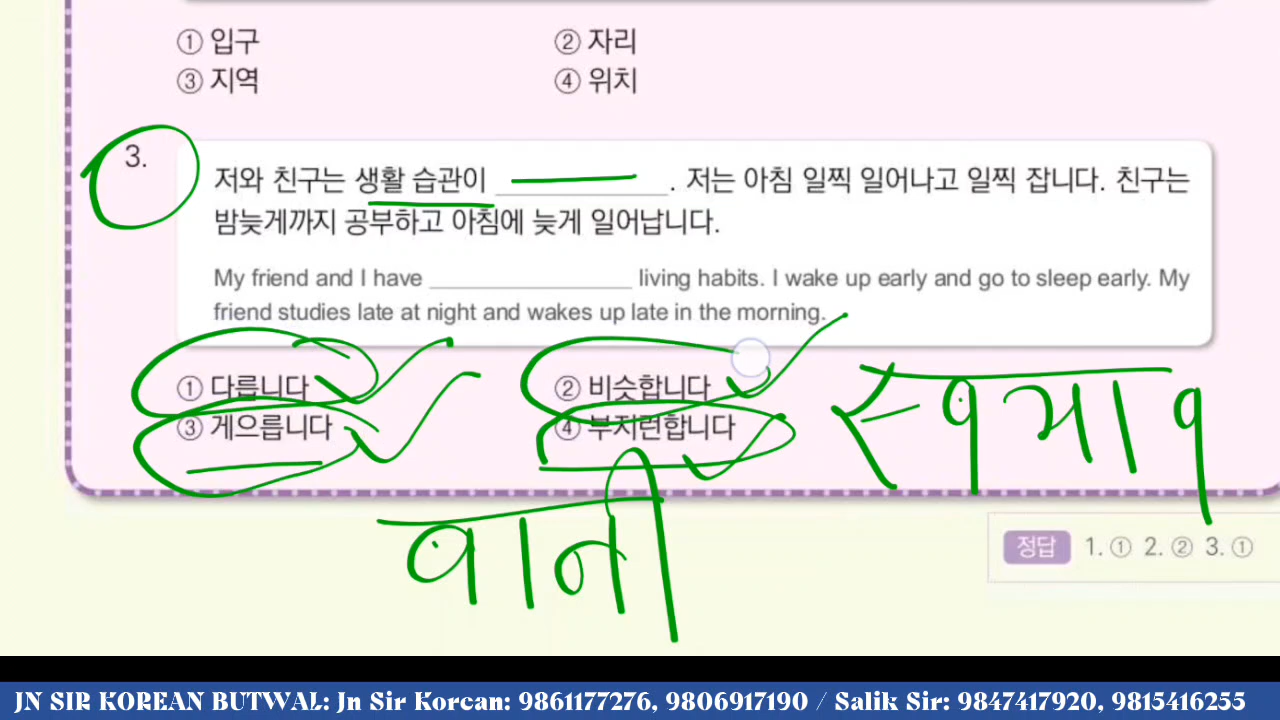 ① 입구
② 자리
③ 지역
④ 위치
3.
저와 친구는 생활 습관이 ____________. 저는 아침 일찍 일어나고 일찍 잡니다. 친구는
밤늦게까지 공부하고 아침에 늦게 일어납니다.
My friend and I have ________________ living habits. I wake up early and go to sleep early. My
friend studies late at night and wakes up late in the morning.
① 다릅니다
② 비슷합니다
③ 게으릅니다
④ 부지런합니다
वानी
정답 1. ① 2. ② 3. ①
JN SIR KOREAN BUTWAL: Jn Sir Korean: 9861177276, 9806917190 / Salik Sir: 9847417920, 9815416255